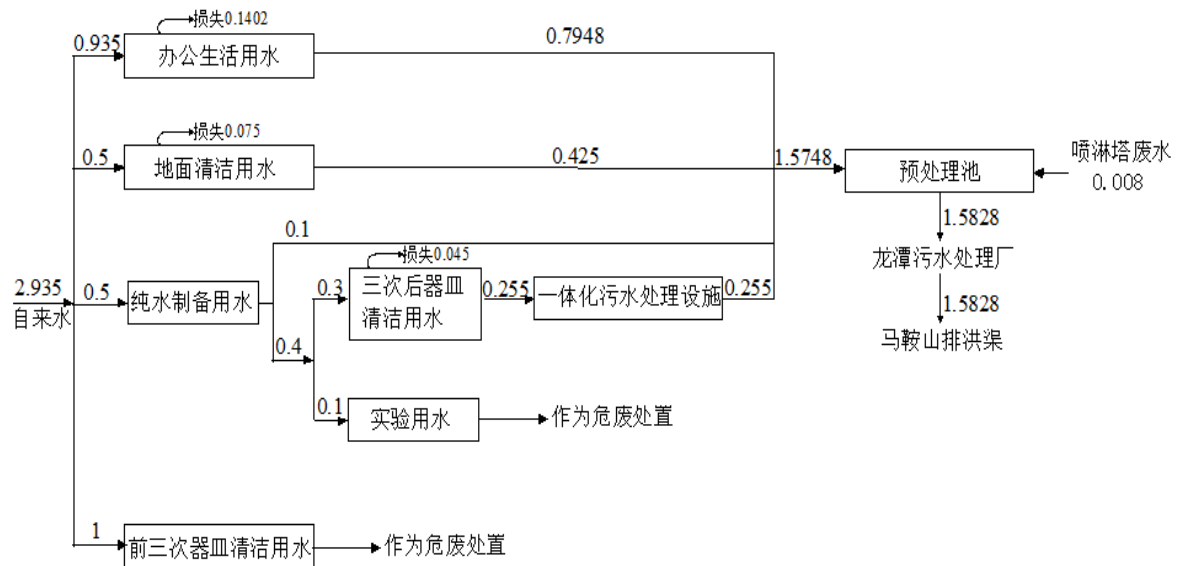 损失0.1402
0.935
办公生活用水
0.7948
损失0.075
0.5
地面清洁用水
0.425
1.5748
预处理池
喷淋塔废水
0.008
1.5828
龙潭污水处理厂
1.5828
马鞍山排洪渠
0.1
损失0.045
2.935
自来水
0.5
纯水制备用水
0.3
三次后器皿
清洁用水
0.255
一体化污水处理设施
0.255
0.4
0.1
实验用水
作为危废处置
1
前三次器皿清洁用水
作为危废处置